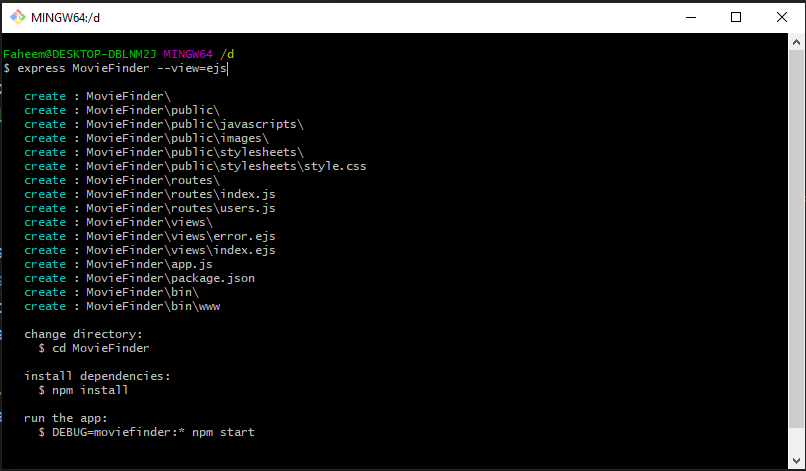 MINGW64:/d
Faheem@DESKTOP-DBLNM2J MINGW64 /d
$ express MovieFinder --view=ejs
create : MovieFinder\
create : MovieFinder\public\
create : MovieFinder\public\javascripts\
create : MovieFinder\public\images\
create : MovieFinder\public\stylesheets\
create : MovieFinder\public\stylesheets\style.css
create : MovieFinder\routes\
create : MovieFinder\routes\index.js
create : MovieFinder\routes\users.js
create : MovieFinder\views\
create : MovieFinder\views\error.ejs
create : MovieFinder\views\index.ejs
create : MovieFinder\app.js
create : MovieFinder\package.json
create : MovieFinder\bin\
create : MovieFinder\bin\www
change directory:
$ cd MovieFinder
install dependencies:
$ npm install
run the app:
$ DEBUG=moviefinder:* npm start